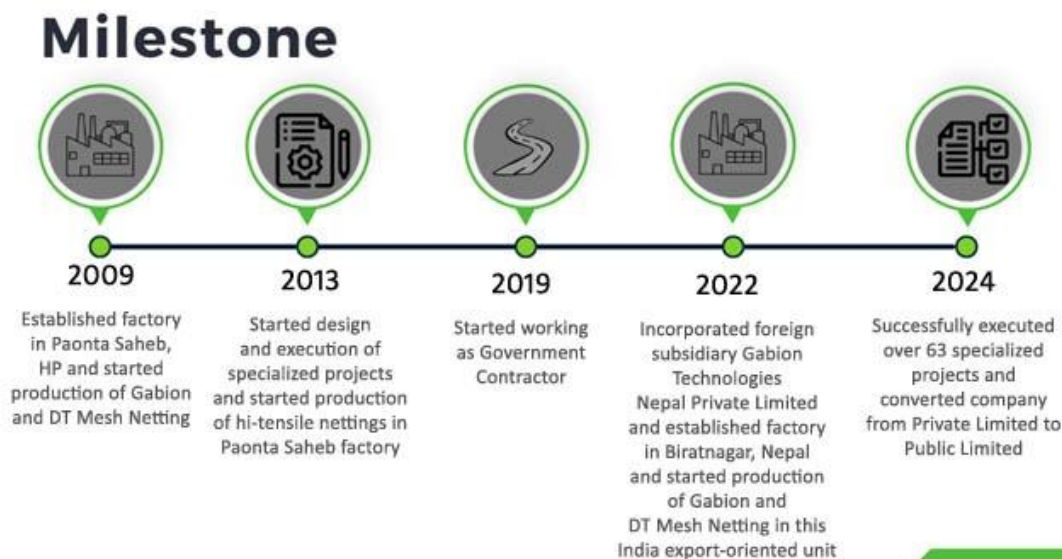 Milestone
2009
Established factory
in Paonta Saheb,
HP and started
production of Gabion
and DT Mesh Netting
2013
Started design
and execution of
specialized projects
and started production
of hi-tensile nettings in
Paonta Saheb factory
2019
Started working
as Government
Contractor
2022
Incorporated foreign
subsidiary Gabion
Technologies
Nepal Private Limited
and established factory
in Biratnagar, Nepal
and started production
of Gabion and
DT Mesh Netting in this
India export-oriented unit
2024
Successfully executed
over 63 specialized
projects and
converted company
from Private Limited to
Public Limited